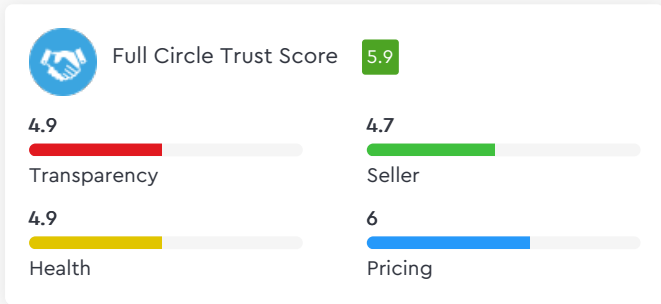 Full Circle Trust Score 5.9
4.9
Transparency
4.7
Seller
4.9
Health
6
Pricing